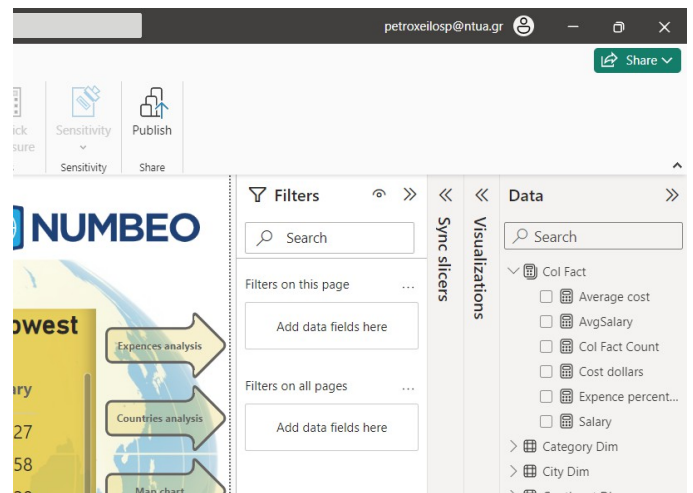 petroxeilosp@ntua.gr
Share
Sensitivity
Publish
Sensitivity
Share
Filters
Data
NUMBEO
Search
Search
Sync slicers
Visualizations
Filters on this page
...
Col Fact
Average cost
Add data fields here
AvgSalary
Expences analysis
Col Fact Count
Cost dollars
Filters on all pages
...
Expence percent...
Countries analysis
Add data fields here
Salary
27
Category Dim
58
City Dim
Map chart